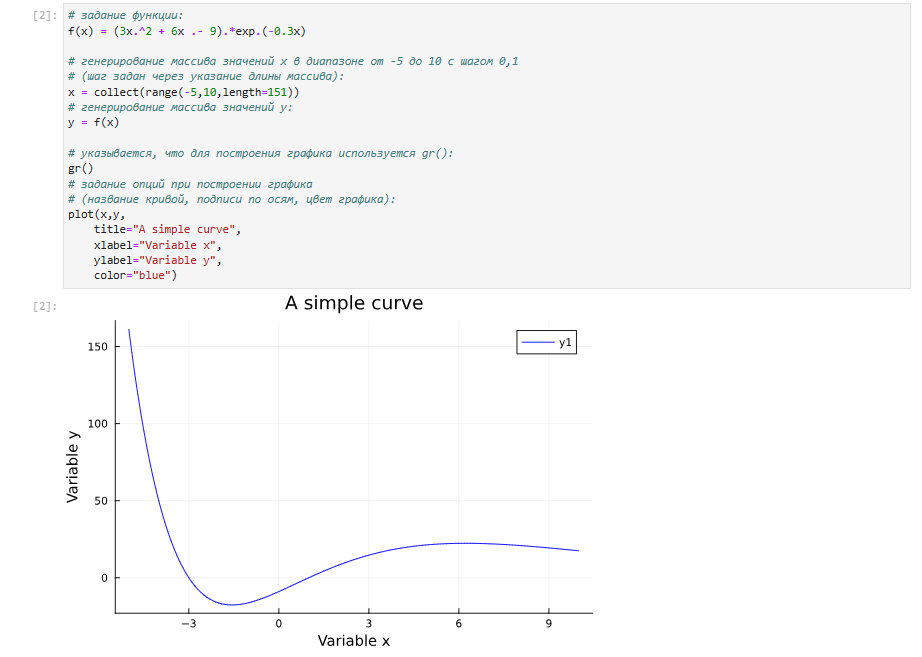 [2]:
# задание функции:
f(x) = (3x.^2 + 6x .- 9).*exp.(-0.3x)
# генерирование массива значений x в диапазоне от -5 до 10 с шагом 0,1
# (шаг задан через указание длины массива):
x = collect(range(-5,10,length=151))
# генерирование массива значений y:
y = f(x)
# указывается, что для построения графика используется gr():
gr()
# задание опций при построении графика
# (название кривой, подписи по осям, цвет графика):
plot(x,y,
title="A simple curve",
xlabel="Variable x",
ylabel="Variable y",
color="blue")
[2]:
A simple curve
y1
150
100
50
0
Variable y
−3 0 3 6 9
Variable x